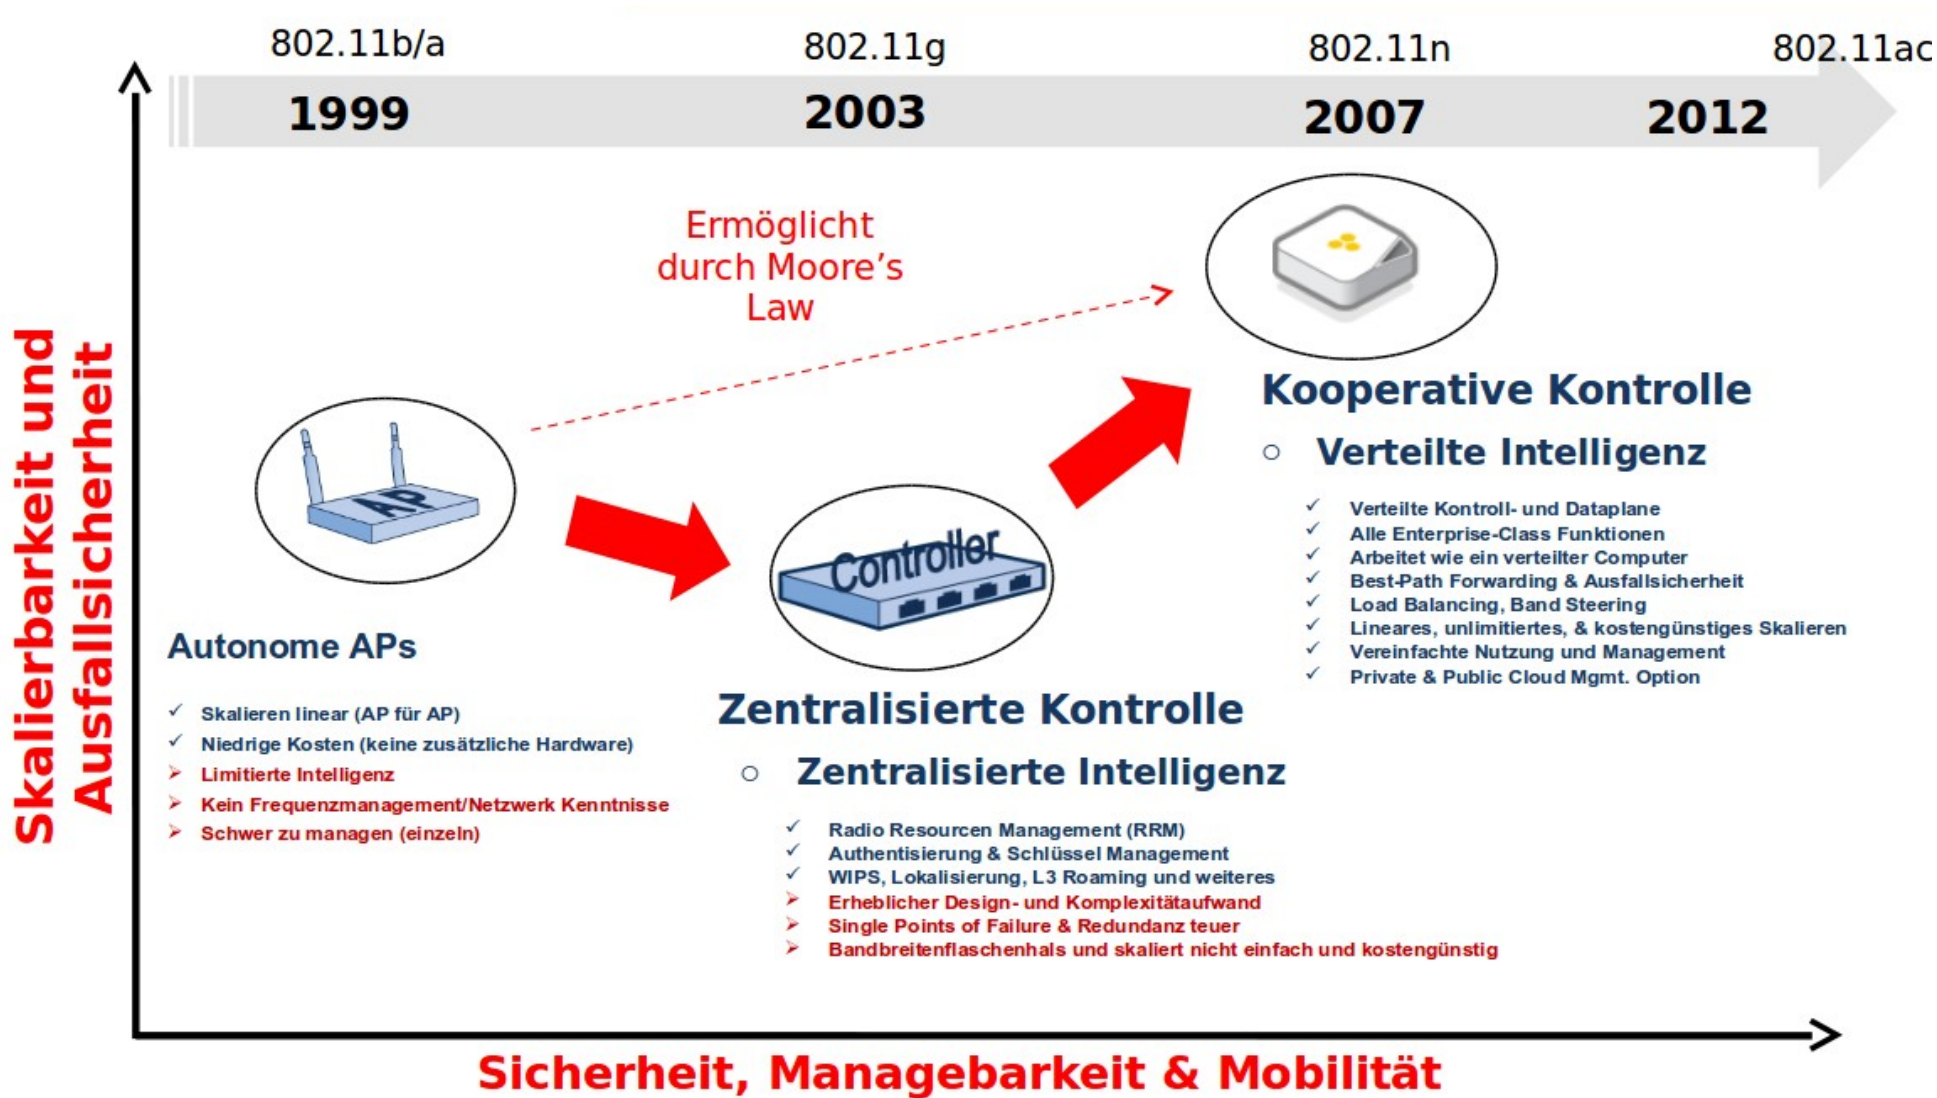 802.11b/a
802.11g
802.11n
802.11ac
1999
2003
2007
2012
Skalierbarkeit und
Ausfallsicherheit
Ermöglicht
durch Moore’s
Law
AP
Autonome APs
Skalieren linear (AP für AP)
Niedrige Kosten (keine zusätzliche Hardware)
Limitierte Intelligenz
Kein Frequenzmanagement/Netzwerk Kenntnisse
Schwer zu managen (einzeln)
Controller
Zentralisierte Kontrolle
Zentralisierte Intelligenz
Radio Resourcen Management (RRM)
Authentisierung & Schlüssel Management
WIPS, Lokalisierung, L3 Roaming und weiteres
Erheblicher Design- und Komplexitätaufwand
Single Points of Failure & Redundanz teuer
Bandbreitenflaschenhals und skaliert nicht einfach und kostengünstig
Kooperative Kontrolle
Verteilte Intelligenz
Verteilte Kontroll- und Dataplane
Alle Enterprise-Class Funktionen
Arbeitet wie ein verteilter Computer
Best-Path Forwarding & Ausfallsicherheit
Load Balancing, Band Steering
Lineares, unlimitiertes, & kostengünstiges Skalieren
Vereinfachte Nutzung und Management
Private & Public Cloud Mgmt. Option
Sicherheit, Managebarkeit & Mobilität